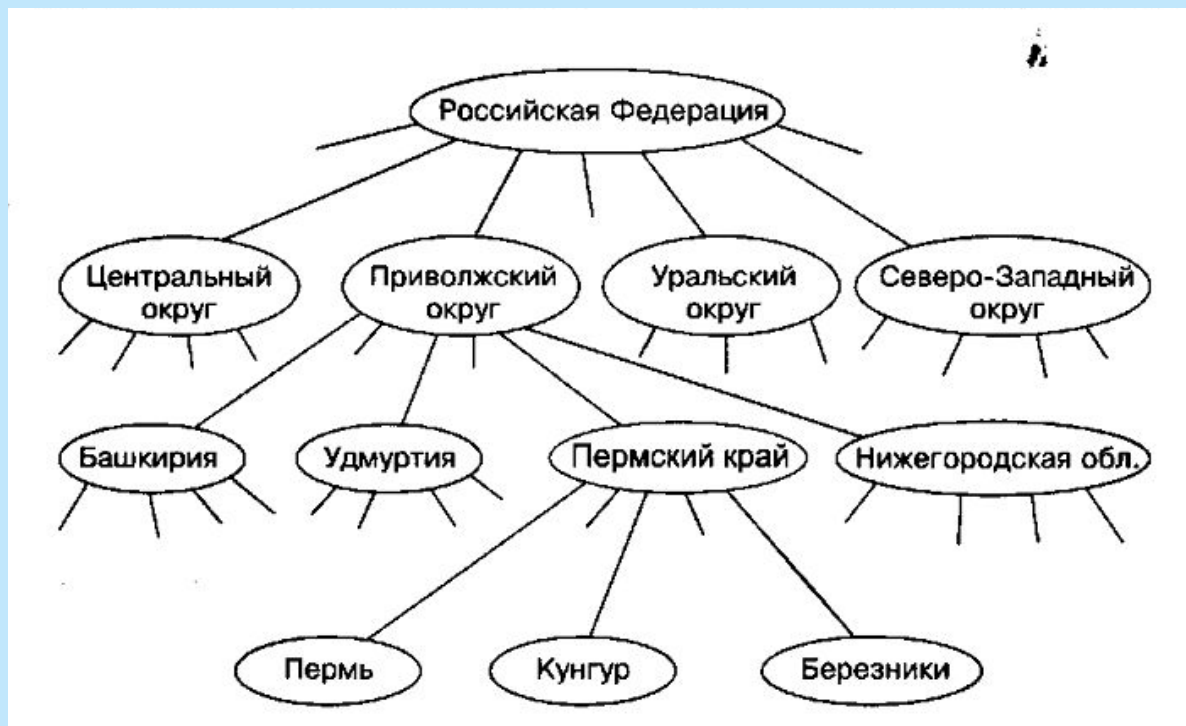 Российская Федерация
Центральный
округ
Приволжский
округ
Уральский
округ
Северо-Западный
округ
Башкирия
Удмуртия
Пермский край
Нижегородская обл.
Пермь
Кунгур
Березники